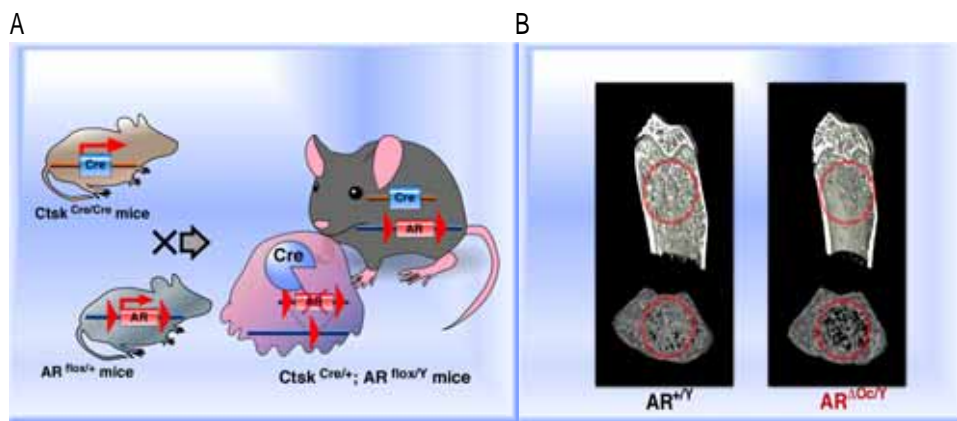 A
B
Cre
Ctsk Cre/Cre mice
AR
AR flox/+ mice
Cre
AR
Cre
AR
Ctsk Cre/+; AR flox/Y mice
AR+/Y
ARΔOc/Y